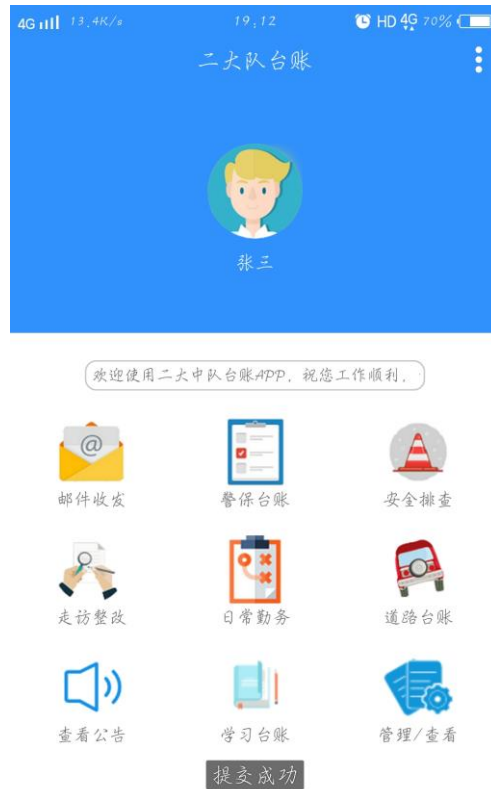 4G 13.4K/s 19:12 HD 4G 70%
二大队台账
张三
欢迎使用二大中队台账APP，祝您工作顺利，
@
邮件收发 警保台账 安全排查
走访整改 日常勤务 道路台账
查看公告 学习台账 管理/查看
提交成功